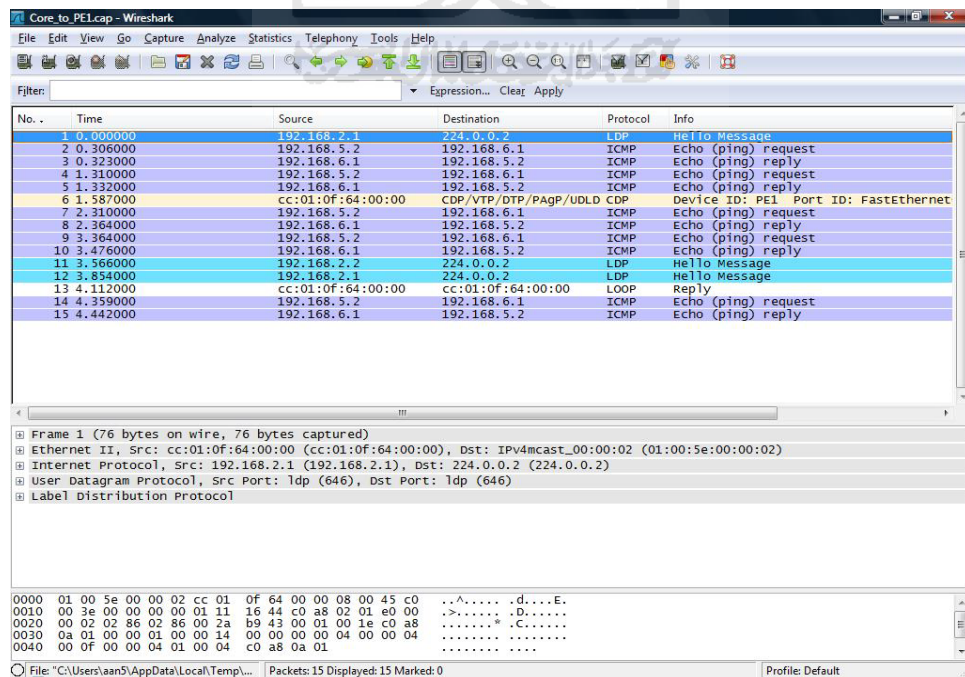 Core_to_PE1.cap - Wireshark
File Edit View Go Capture Analyze Statistics Telephony Tools Help
Filter: Expression... Clear Apply
No. . Time Source Destination Protocol Info
1 0.000000 192.168.2.1 224.0.0.2 LDP Hello Message
2 0.306000 192.168.5.2 192.168.6.1 ICMP Echo (ping) request
3 0.323000 192.168.6.1 192.168.5.2 ICMP Echo (ping) reply
4 1.310000 192.168.5.2 192.168.6.1 ICMP Echo (ping) request
5 1.332000 192.168.6.1 192.168.5.2 ICMP Echo (ping) reply
6 1.587000 cc:01:0f:64:00:00 CDP/VTP/DTP/PAgP/UDLD CDP Device ID: PE1 Port ID: FastEthernet
7 2.310000 192.168.5.2 192.168.6.1 ICMP Echo (ping) request
8 2.364000 192.168.6.1 192.168.5.2 ICMP Echo (ping) reply
9 3.364000 192.168.5.2 192.168.6.1 ICMP Echo (ping) request
10 3.476000 192.168.6.1 192.168.5.2 ICMP Echo (ping) reply
11 3.566000 192.168.2.2 224.0.0.2 LDP Hello Message
12 3.854000 192.168.2.1 224.0.0.2 LDP Hello Message
13 4.112000 cc:01:0f:64:00:00 cc:01:0f:64:00:00 LOOP Reply
14 4.359000 192.168.5.2 192.168.6.1 ICMP Echo (ping) request
15 4.442000 192.168.6.1 192.168.5.2 ICMP Echo (ping) reply
Frame 1 (76 bytes on wire, 76 bytes captured)
Ethernet II, Src: cc:01:0f:64:00:00 (cc:01:0f:64:00:00), Dst: IPv4mcast_00:00:02 (01:00:5e:00:00:02)
Internet Protocol, Src: 192.168.2.1 (192.168.2.1), Dst: 224.0.0.2 (224.0.0.2)
User Datagram Protocol, Src Port: ldp (646), Dst Port: ldp (646)
Label Distribution Protocol
0000 01 00 5e 00 00 02 cc 01 0f 64 00 00 08 00 45 c0 ..^..... .d....E.
0010 00 3e 00 00 00 00 01 11 16 44 c0 a8 02 01 e0 00 .>...... .D......
0020 00 02 02 86 02 86 00 2a b9 43 00 01 00 1e c0 a8 .......* .C......
0030 0a 01 00 00 01 00 00 14 00 00 00 00 04 00 00 04 ........ ........
0040 00 0f 00 00 04 01 00 04 c0 a8 0a 01 ........ ....
File: "C:\Users\aan5\AppData\Local\Temp\... Packets: 15 Displayed: 15 Marked: 0 Profile: Default